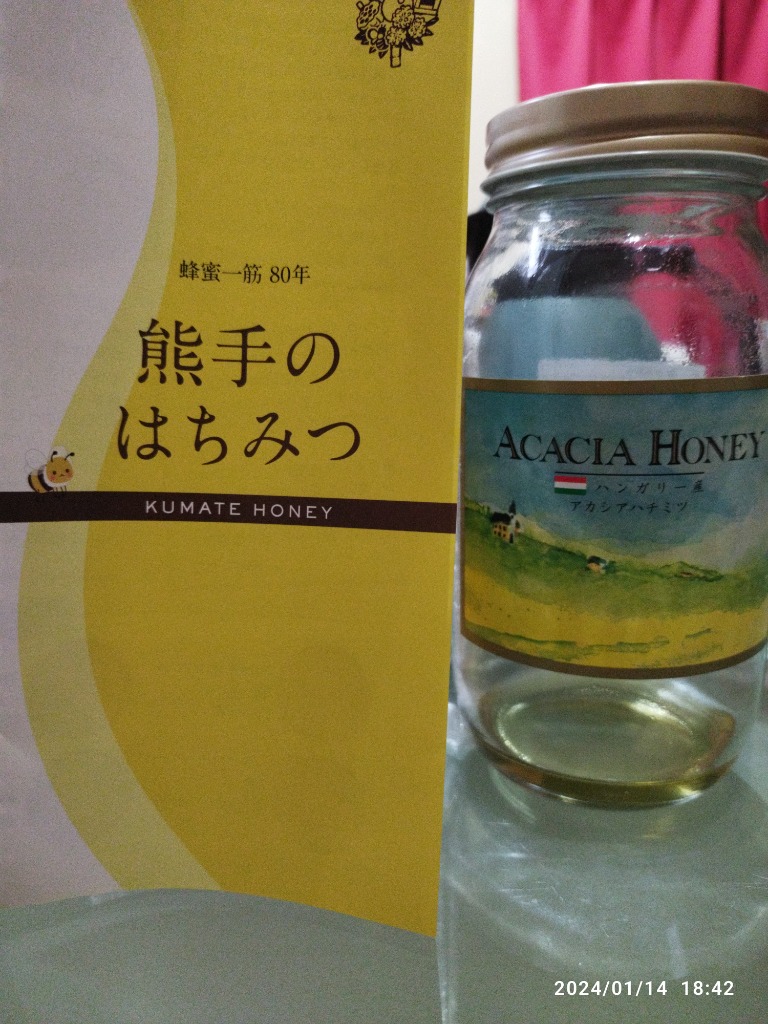 蜂蜜一筋 80年
熊手の
はちみつ
KUMATE HONEY
ACACIA HONEY
ハンガリー産
アカシアハチミツ
2024/01/14 18:42